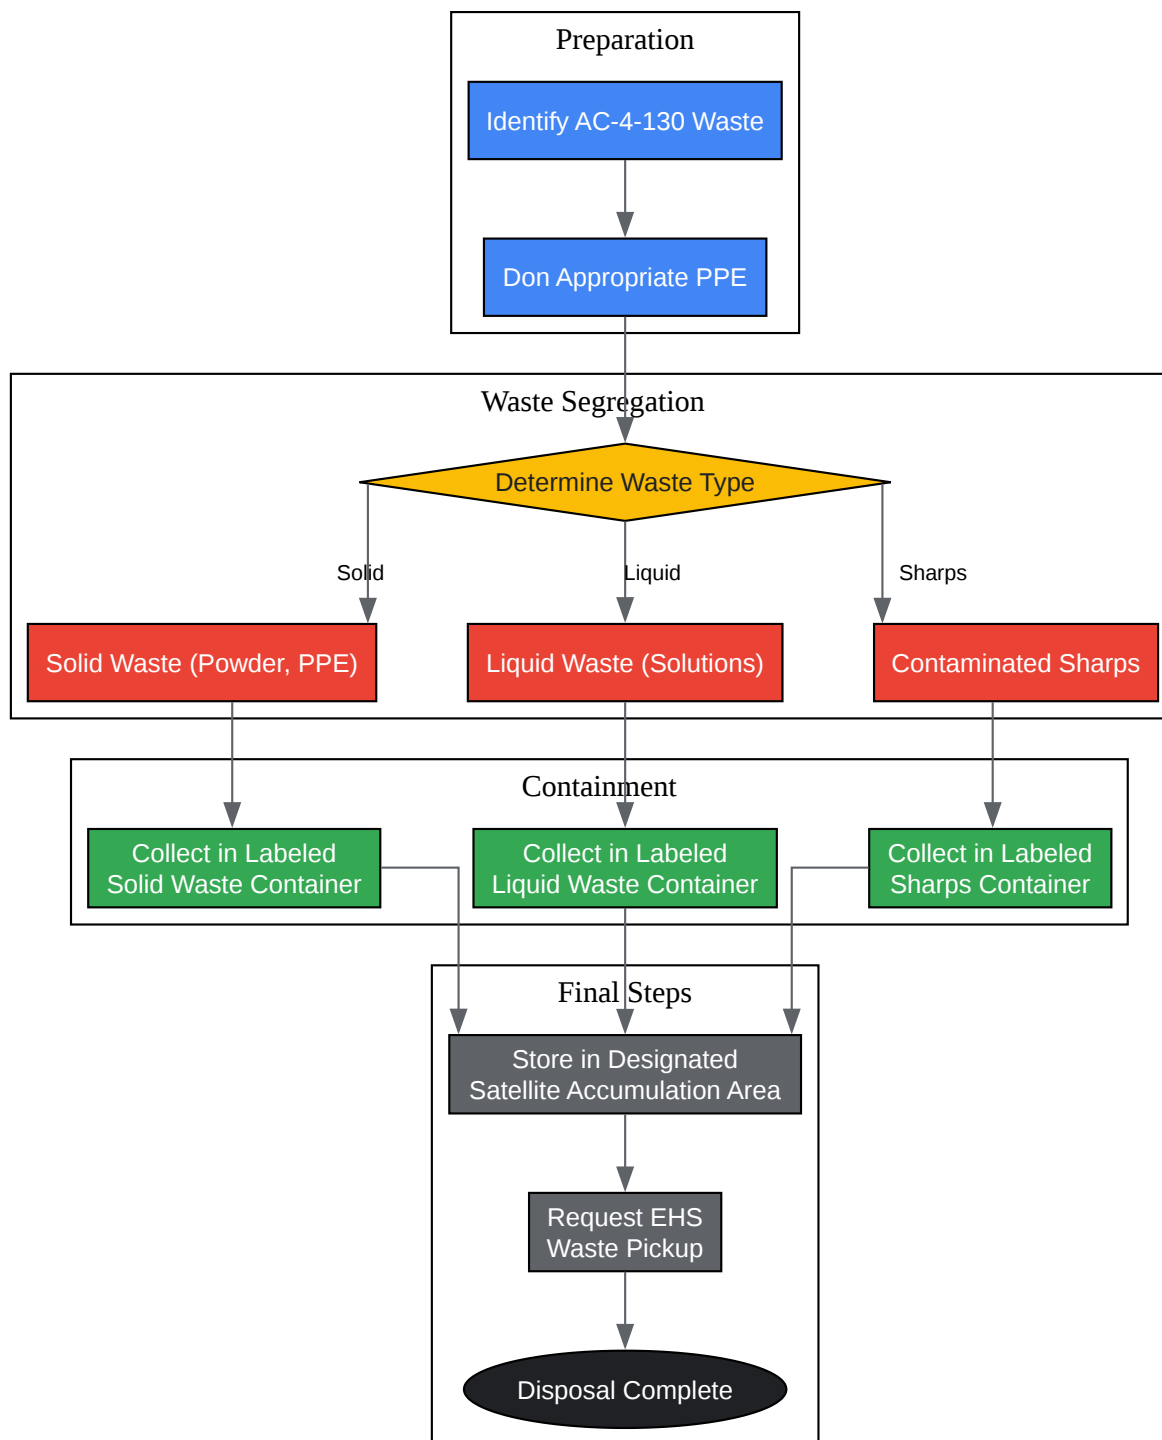 Preparation
Identify AC-4-130 Waste
Don Appropriate PPE
Waste Segregation
Determine Waste Type
Solid
Liquid
Sharps
Solid Waste (Powder, PPE)
Liquid Waste (Solutions)
Contaminated Sharps
Containment
Collect in Labeled
Solid Waste Container
Collect in Labeled
Liquid Waste Container
Collect in Labeled
Sharps Container
Final Steps
Store in Designated
Satellite Accumulation Area
Request EHS
Waste Pickup
Disposal Complete